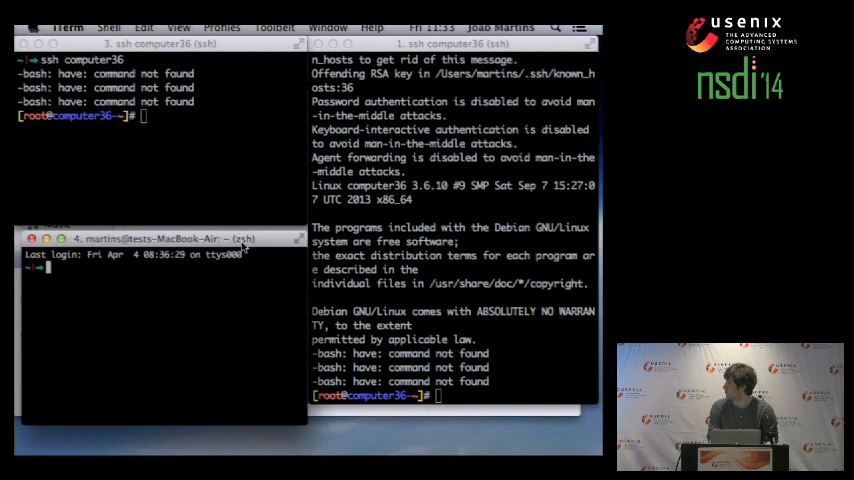 iTerm Shell Edit View Profiles Toolbelt Window Help Fri 11:33 João Martins
3. ssh computer36 (ssh)
~|⇒ ssh computer36
-bash: have: command not found
-bash: have: command not found
-bash: have: command not found
[root@computer36-~]#
4. martins@tests-MacBook-Air: ~ (zsh)
Last login: Fri Apr 4 08:36:29 on ttys000
~|⇒
1. ssh computer36 (ssh)
n_hosts to get rid of this message.
Offending RSA key in /Users/martins/.ssh/known_h
osts:36
Password authentication is disabled to avoid man
-in-the-middle attacks.
Keyboard-interactive authentication is disabled
to avoid man-in-the-middle attacks.
Agent forwarding is disabled to avoid man-in-the
-middle attacks.
Linux computer36 3.6.10 #9 SMP Sat Sep 7 15:27:0
7 UTC 2013 x86_64
The programs included with the Debian GNU/Linux
system are free software;
the exact distribution terms for each program ar
e described in the
individual files in /usr/share/doc/*/copyright.
Debian GNU/Linux comes with ABSOLUTELY NO WARRAN
TY, to the extent
permitted by applicable law.
-bash: have: command not found
-bash: have: command not found
-bash: have: command not found
[root@computer36-~]#
usenix
THE ADVANCED
COMPUTING SYSTEMS
ASSOCIATION
nsdi '14
usenix
usenix
usenix
usenix